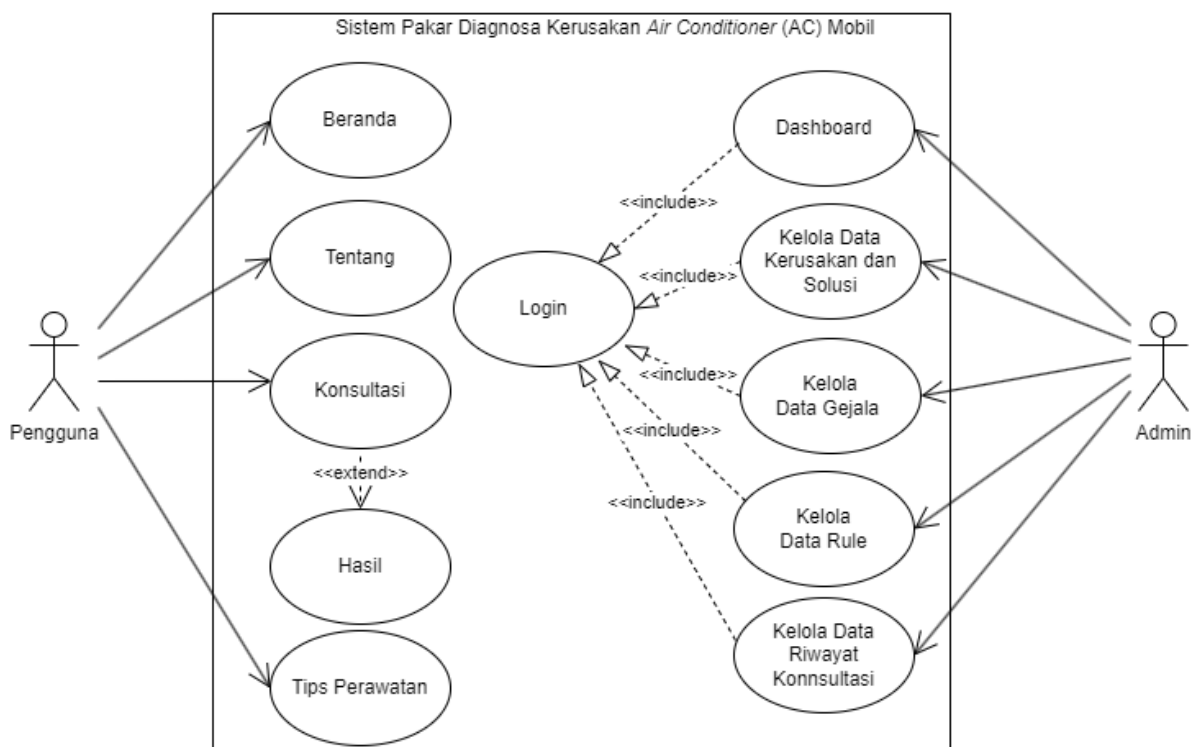 Sistem Pakar Diagnosa Kerusakan Air Conditioner (AC) Mobil
Beranda
Tentang
Konsultasi
<<extend>>
Hasil
Tips Perawatan
Pengguna
Login
<<include>>
<<include>>
<<include>>
<<include>>
<<include>>
Dashboard
Kelola Data
Kerusakan dan
Solusi
Kelola
Data Gejala
Kelola
Data Rule
Kelola Data
Riwayat
Konnsultasi
Admin